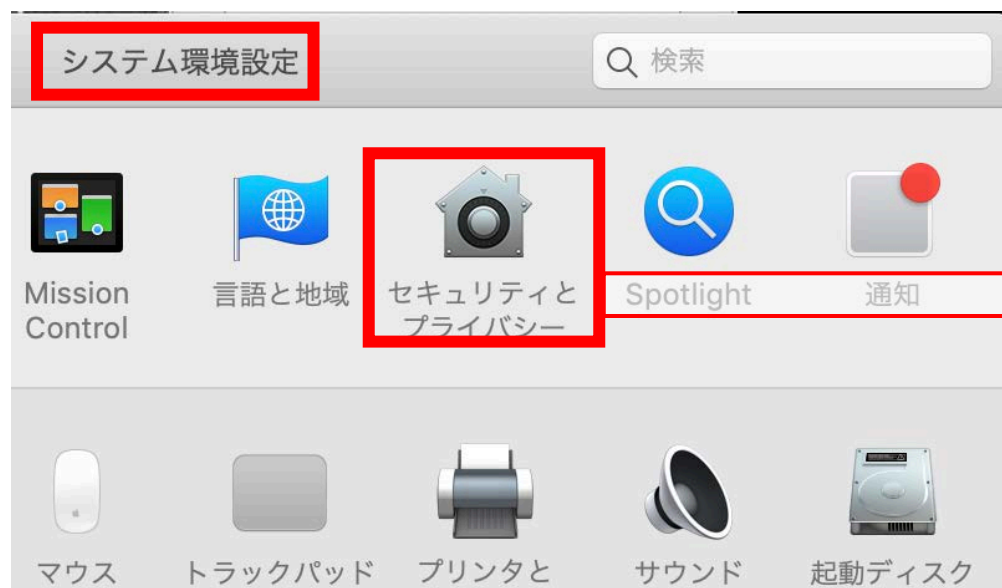 システム環境設定
検索
Mission
Control
言語と地域
セキュリティと
プライバシー
Spotlight
通知
マウス
トラックパッド
プリンタと
サウンド
起動ディスク